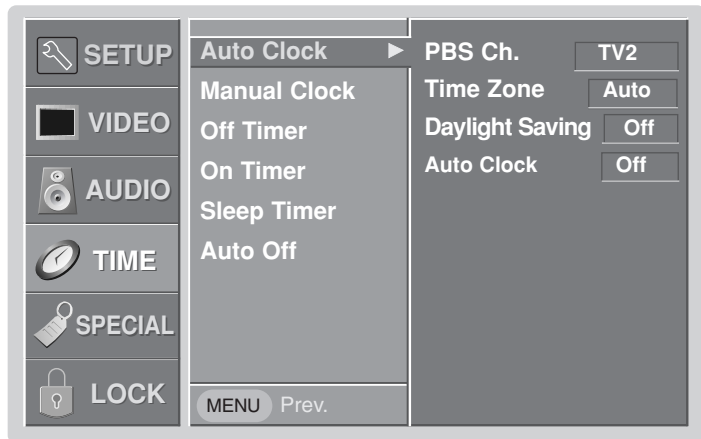 SETUP
VIDEO
AUDIO
TIME
SPECIAL
LOCK
Auto Clock ►
Manual Clock
Off Timer
On Timer
Sleep Timer
Auto Off
MENU Prev.
PBS Ch. TV2
Time Zone Auto
Daylight Saving Off
Auto Clock Off